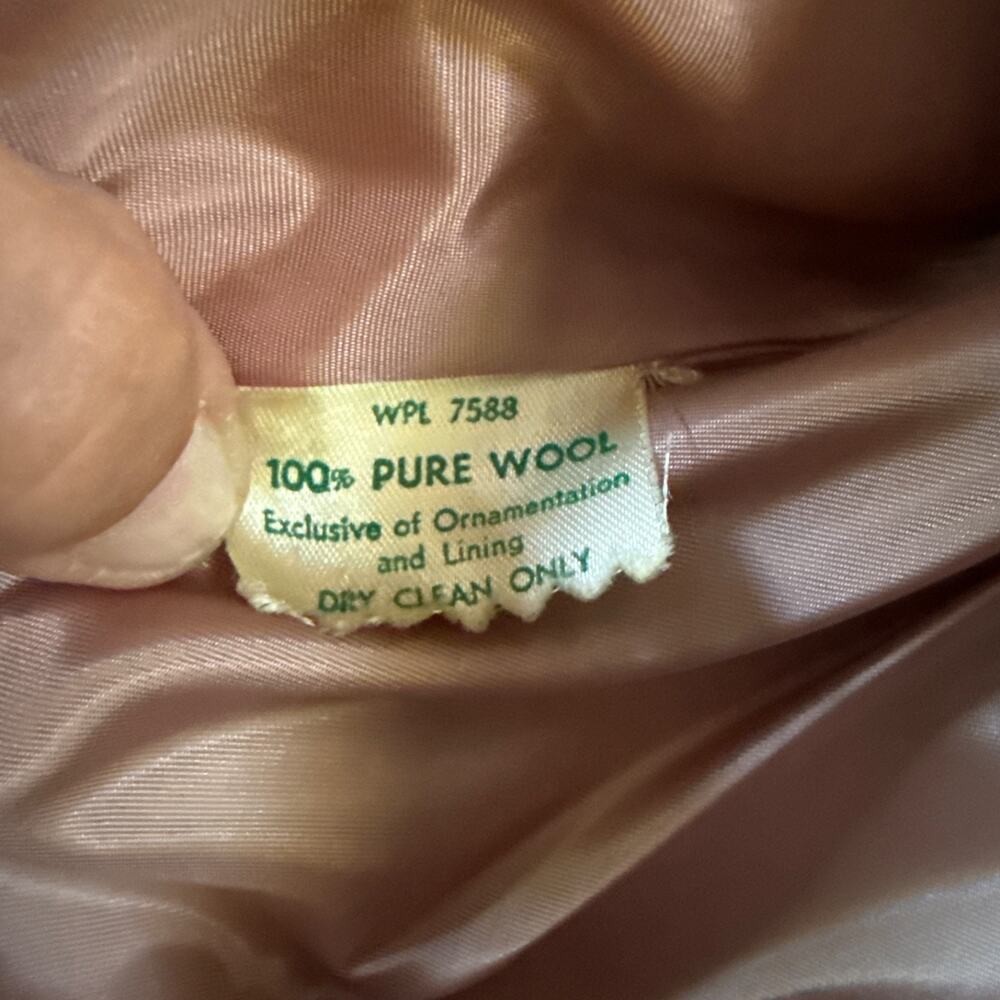 WPL 7588
100% PURE WOOL
Exclusive of Ornamentation
and Lining
DRY CLEAN ONLY